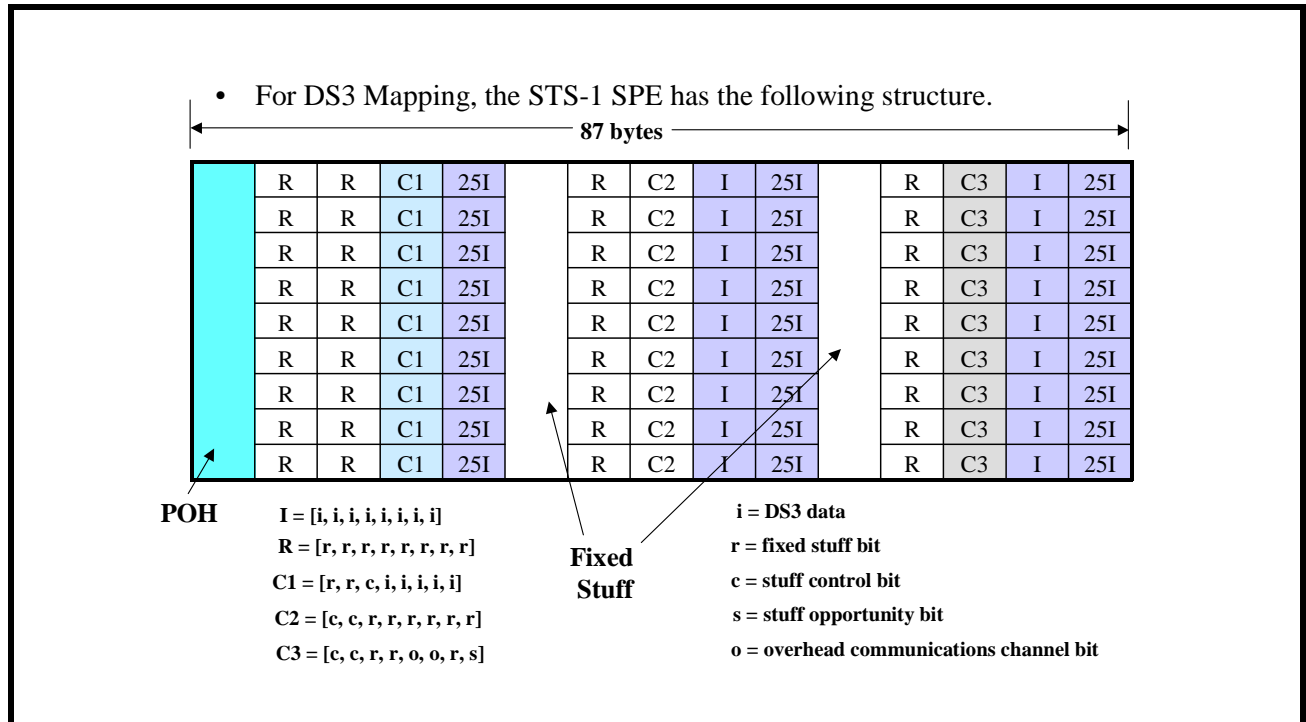 • For DS3 Mapping, the STS-1 SPE has the following structure.
87 bytes
R R C1 25I R C2 I 25I R C3 I 25I
R R C1 25I R C2 I 25I R C3 I 25I
R R C1 25I R C2 I 25I R C3 I 25I
R R C1 25I R C2 I 25I R C3 I 25I
R R C1 25I R C2 I 25I R C3 I 25I
R R C1 25I R C2 I 25I R C3 I 25I
R R C1 25I R C2 I 25I R C3 I 25I
R R C1 25I R C2 I 25I R C3 I 25I
R R C1 25I R C2 I 25I R C3 I 25I
POH
I = [i, i, i, i, i, i, i, i]
R = [r, r, r, r, r, r, r, r]
C1 = [r, r, c, i, i, i, i, i]
C2 = [c, c, r, r, r, r, r, r]
C3 = [c, c, r, r, o, o, r, s]
Fixed
Stuff
i = DS3 data
r = fixed stuff bit
c = stuff control bit
s = stuff opportunity bit
o = overhead communications channel bit